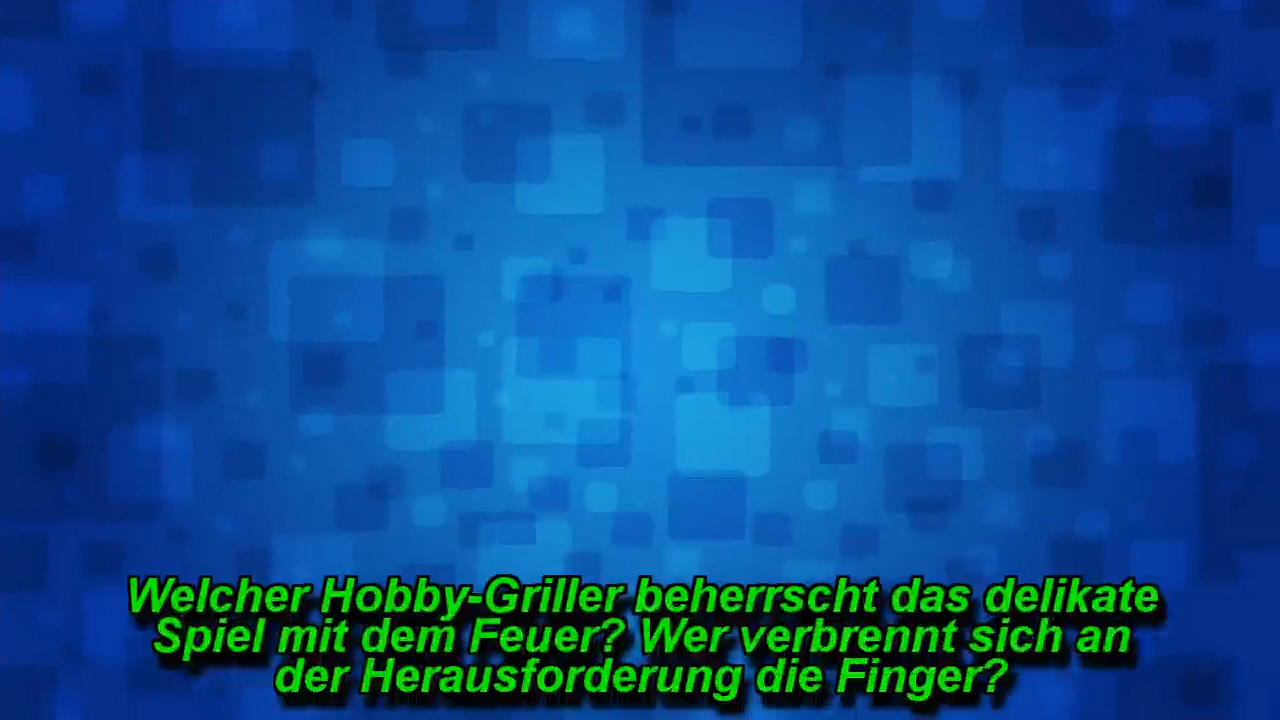 Welcher Hobby-Griller beherrscht das delikate
Spiel mit dem Feuer? Wer verbrennt sich an
der Herausforderung die Finger?